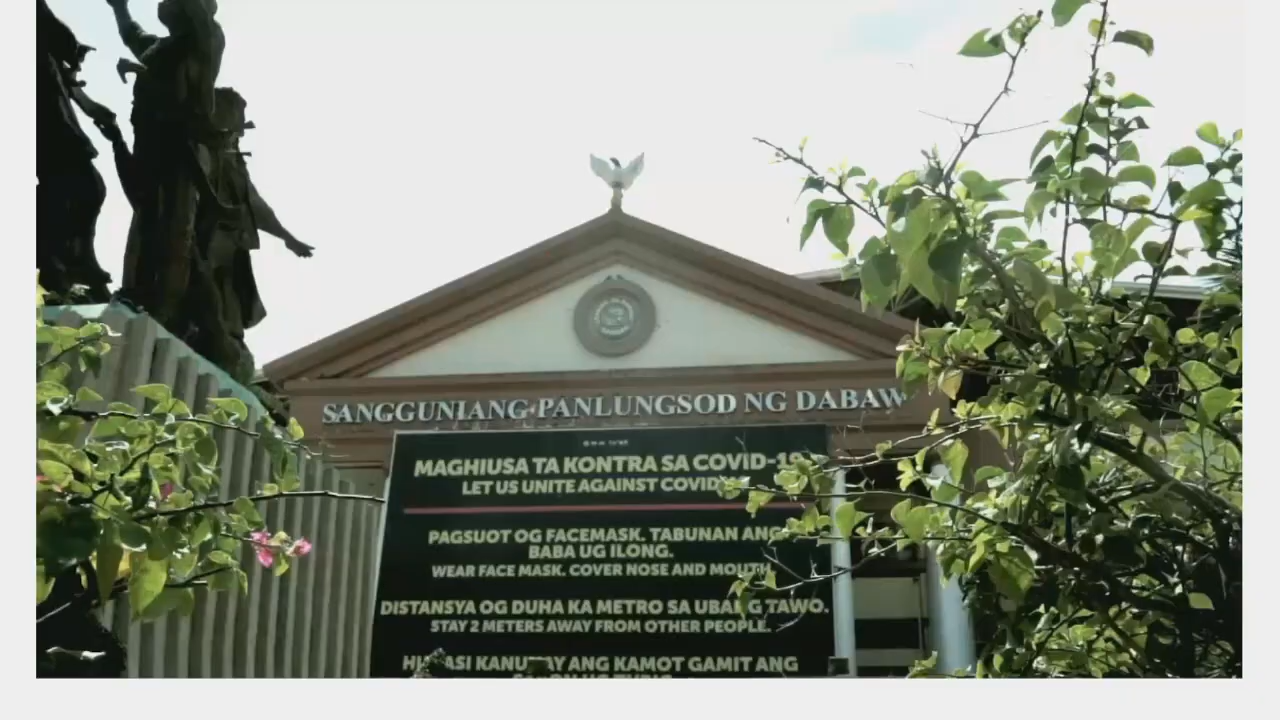 SANGGUNIANG PANLUNGSOD NG DABAW
MAGHIUSA TA KONTRA SA COVID-19
LET US UNITE AGAINST COVID
PAGSUOT OG FACEMASK. TABUNAN ANG
BABA UG ILONG.
WEAR FACE MASK. COVER NOSE AND MOUTH.
DISTANSYA OG DUHA KA METRO SA UBANG TAWO.
STAY 2 METERS AWAY FROM OTHER PEOPLE.
ANG KAMOT GAMIT ANG